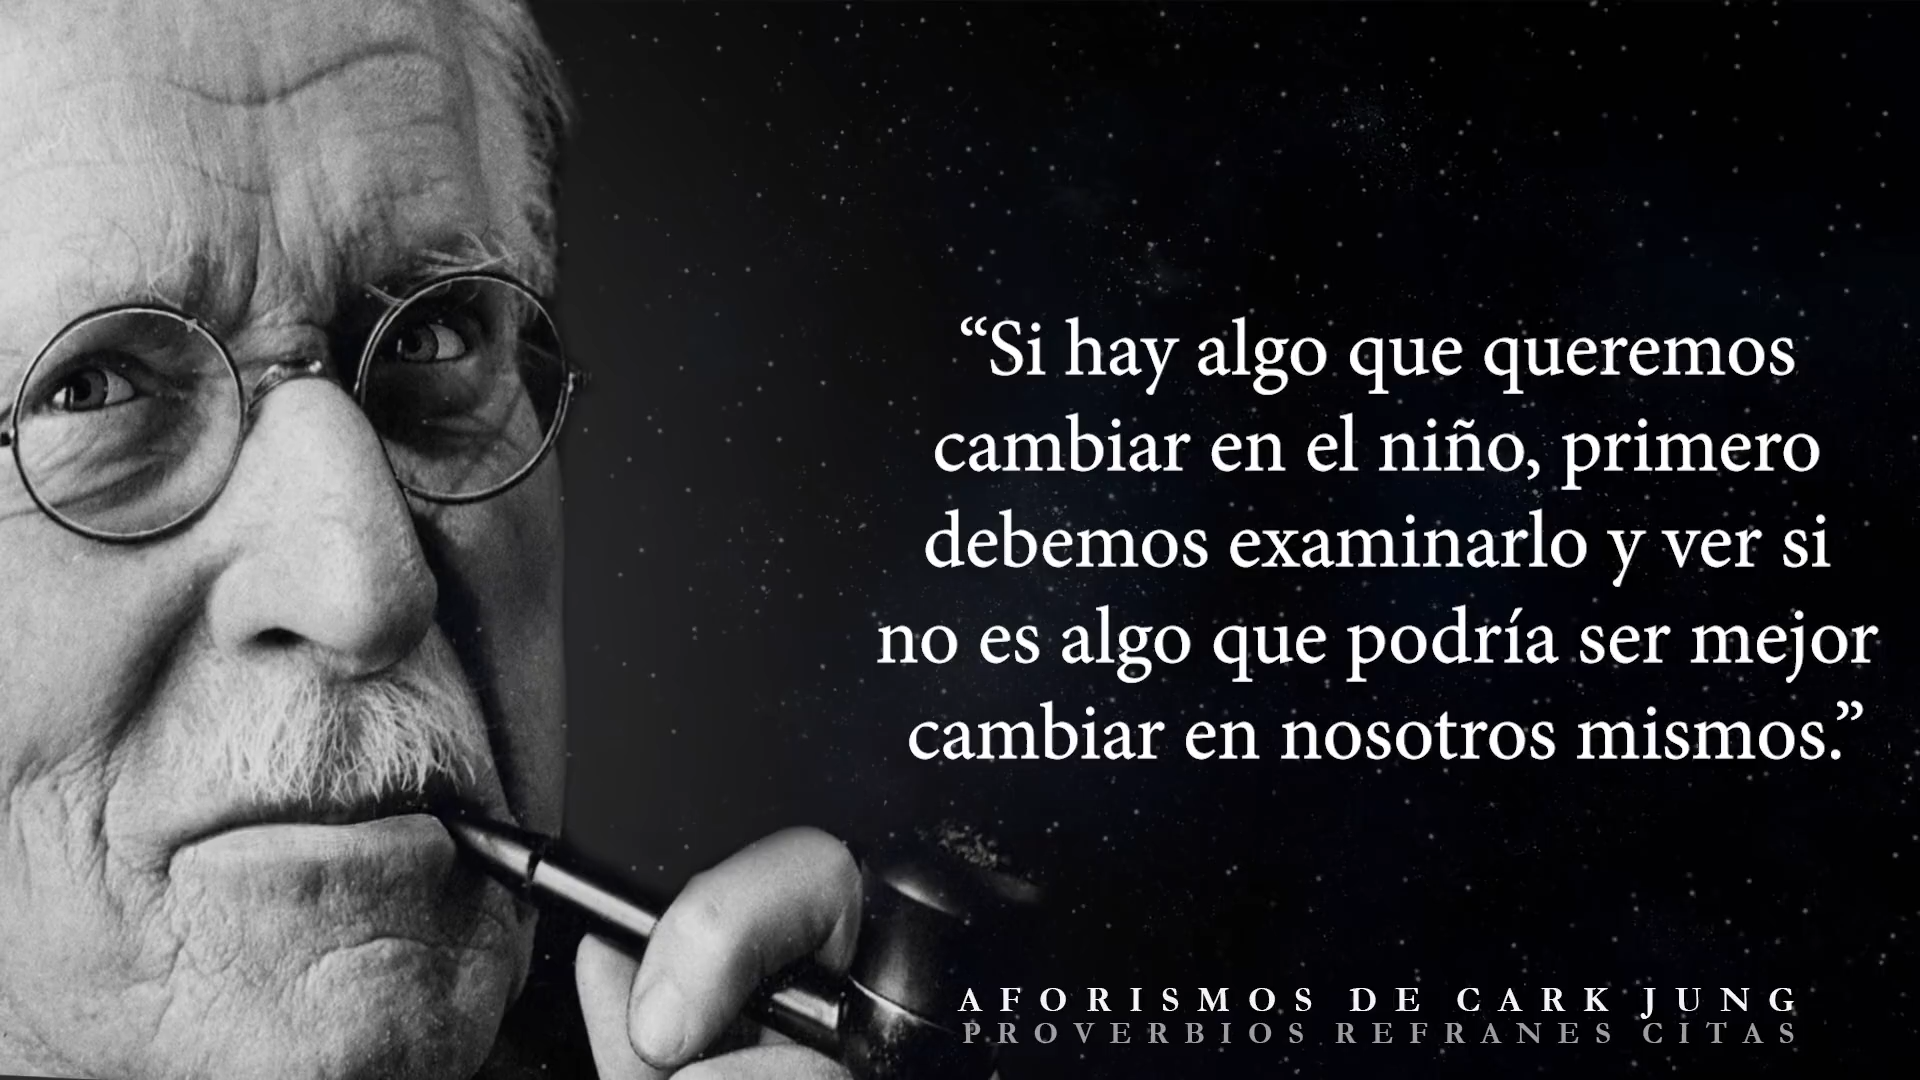 “Si hay algo que queremos
cambiar en el niño, primero
debemos examinarlo y ver si
no es algo que podría ser mejor
cambiar en nosotros mismos.”
AFORISMOS DE CARK JUNG
PROVERBIOS REFRANES CITAS